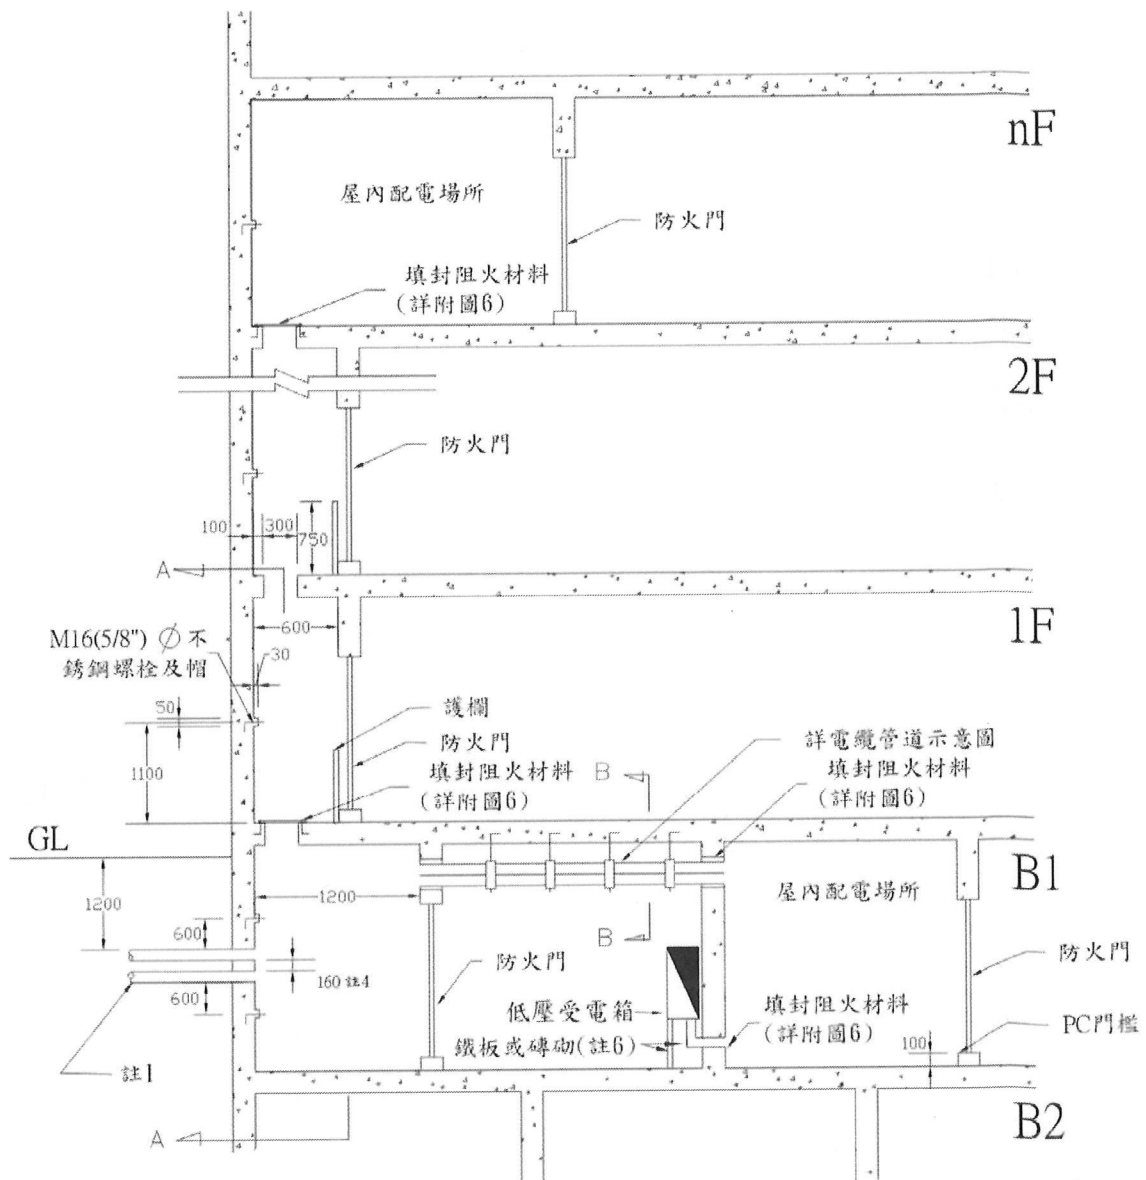 nF
屋內配電場所
防火門
填封阻火材料
(詳附圖6)
2F
防火門
100
300
750
A
600
1F
M16(5/8") ∅ 不
銹鋼螺栓及帽
30
50
護欄
防火門
詳電纜管道示意圖
1100
填封阻火材料
(詳附圖6)
B
填封阻火材料
(詳附圖6)
GL
B1
1200
1200
屋內配電場所
600
B
防火門
防火門
160 註4
600
低壓受電箱
填封阻火材料
(詳附圖6)
PC門檻
鐵板或磚砌(註6)
100
註1
A
B2